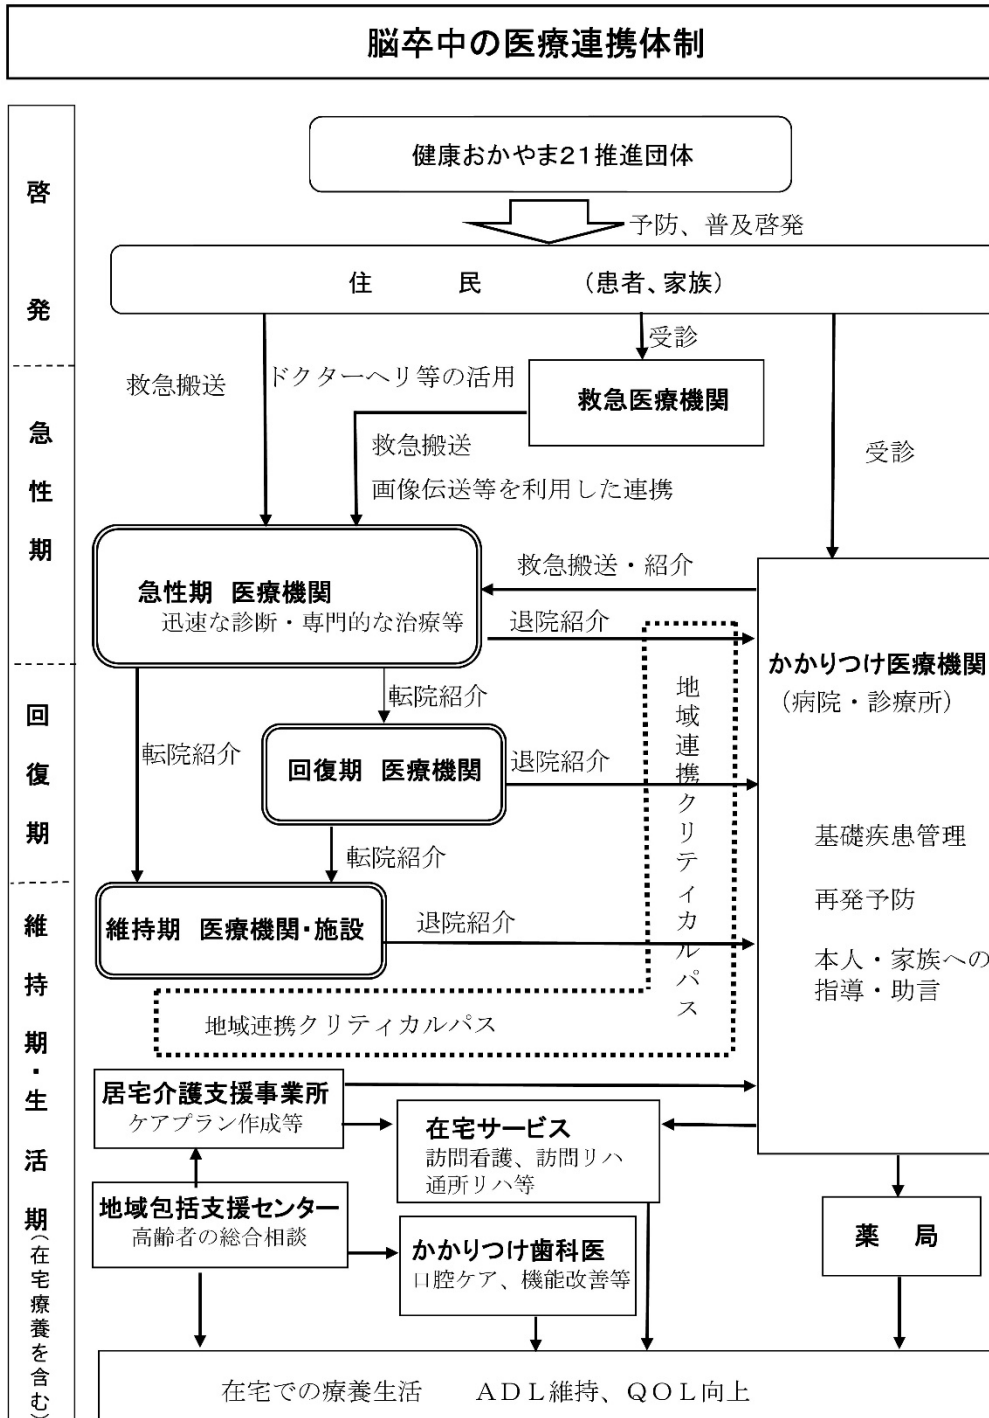 脳卒中の医療連携体制
啓発
健康おかやま21推進団体
予防、普及啓発
住民（患者、家族）
受診
救急搬送
ドクターヘリ等の活用
救急医療機関
急性期
救急搬送
画像伝送等を利用した連携
受診
救急搬送・紹介
急性期 医療機関
迅速な診断・専門的な治療等
退院紹介
かかりつけ医療機関
（病院・診療所）
地域連携クリティカルパス
回復期
転院紹介
転院紹介
回復期 医療機関
退院紹介
基礎疾患管理
転院紹介
再発予防
維持期・生活期（在宅療養を含む）
維持期 医療機関・施設
退院紹介
本人・家族への
指導・助言
地域連携クリティカルパス
居宅介護支援事業所
ケアプラン作成等
在宅サービス
訪問看護、訪問リハ
通所リハ等
地域包括支援センター
高齢者の総合相談
かかりつけ歯科医
口腔ケア、機能改善等
薬局
在宅での療養生活 ADL維持、QOL向上